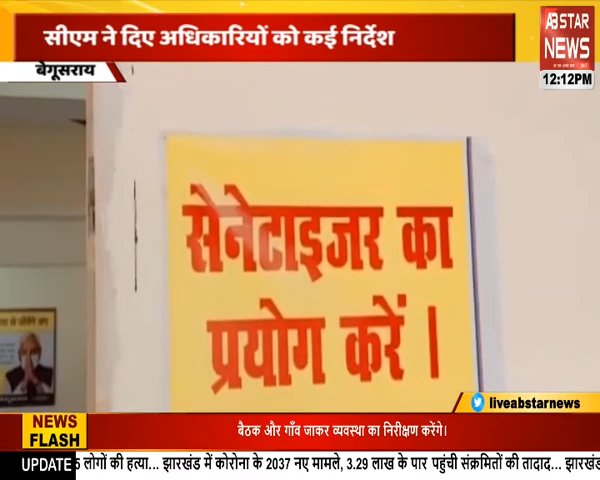 सीएम ने दिए अधिकारियों को कई निर्देश
AB STAR
NEWS
12:12PM
बेगूसराय
सेनेटाइजर का
प्रयोग करें ।
liveabstarnews
NEWS
FLASH
बैठक और गाँव जाकर व्यवस्था का निरीक्षण करेंगे।
UPDATE
5 लोगों की हत्या... झारखंड में कोरोना के 2037 नए मामले, 3.29 लाख के पार पहुंची संक्रमितों की तादाद... झारखं